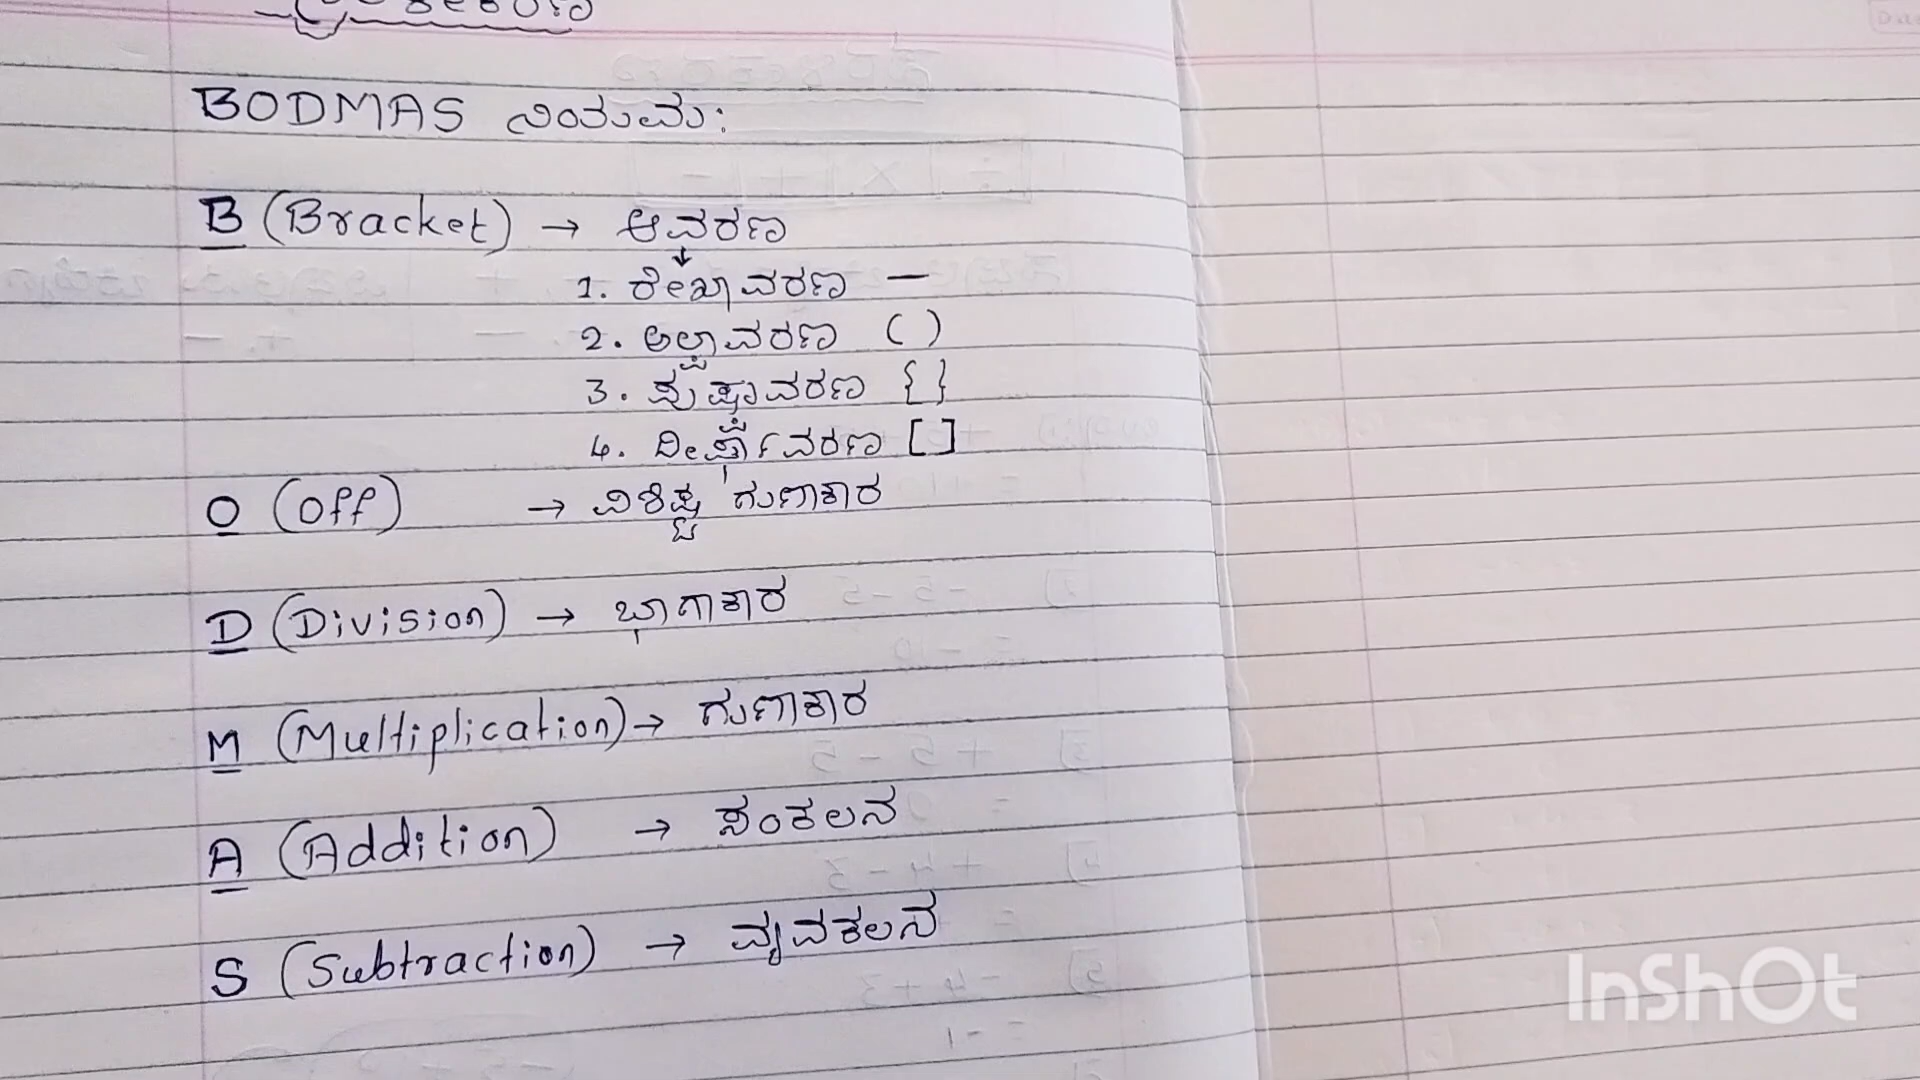 BODMAS ನಿಯಮ:
B (Bracket) → ಆವರಣ
1. ರೇಖಾವರಣ —
2. ಅಲ್ಪಾವರಣ ( )
3. ಪುಷ್ಪಾವರಣ { }
4. ದೀರ್ಘಾವರಣ [ ]
O (Off) → ವಿಶಿಷ್ಟ ಗುಣಾಕಾರ
D (Division) → ಭಾಗಾಕಾರ
M (Multiplication) → ಗುಣಾಕಾರ
A (Addition) → ಸಂಕಲನ
S (Subtraction) → ವ್ಯವಕಲನ
InShOt